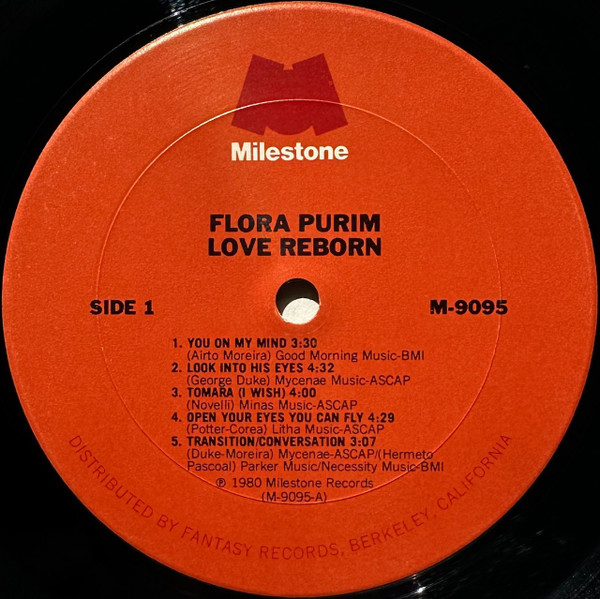 Milestone
FLORA PURIM
LOVE REBORN
SIDE 1
M-9095
1. YOU ON MY MIND 3:30
(Airto Moreira) Good Morning Music-BMI
2. LOOK INTO HIS EYES 4:32
(George Duke) Mycenae Music-ASCAP
3. TOMARA (I WISH) 4:00
(Novelli) Minas Music-ASCAP
4. OPEN YOUR EYES YOU CAN FLY 4:29
(Potter-Corea) Litha Music-ASCAP
5. TRANSITION/CONVERSATION 3:07
(Duke-Moreira) Mycenae-ASCAP/(Hermeto
Pascoal) Parker Music/Necessity Music-BMI
℗ 1980 Milestone Records
(M-9095-A)
DISTRIBUTED BY FANTASY RECORDS, BERKELEY, CALIFORNIA